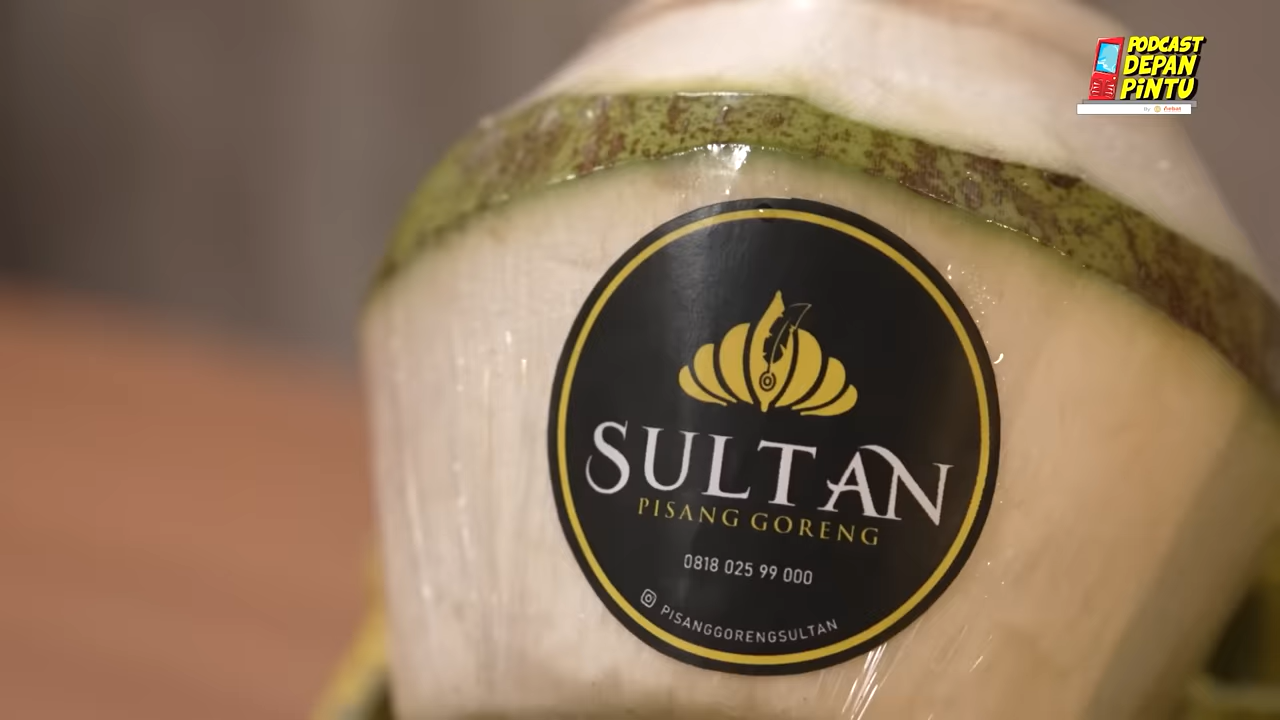 PODCAST
DEPAN
PINTU
SULTAN
PISANG GORENG
0818 025 99 000
PISANGGORENGSULTAN